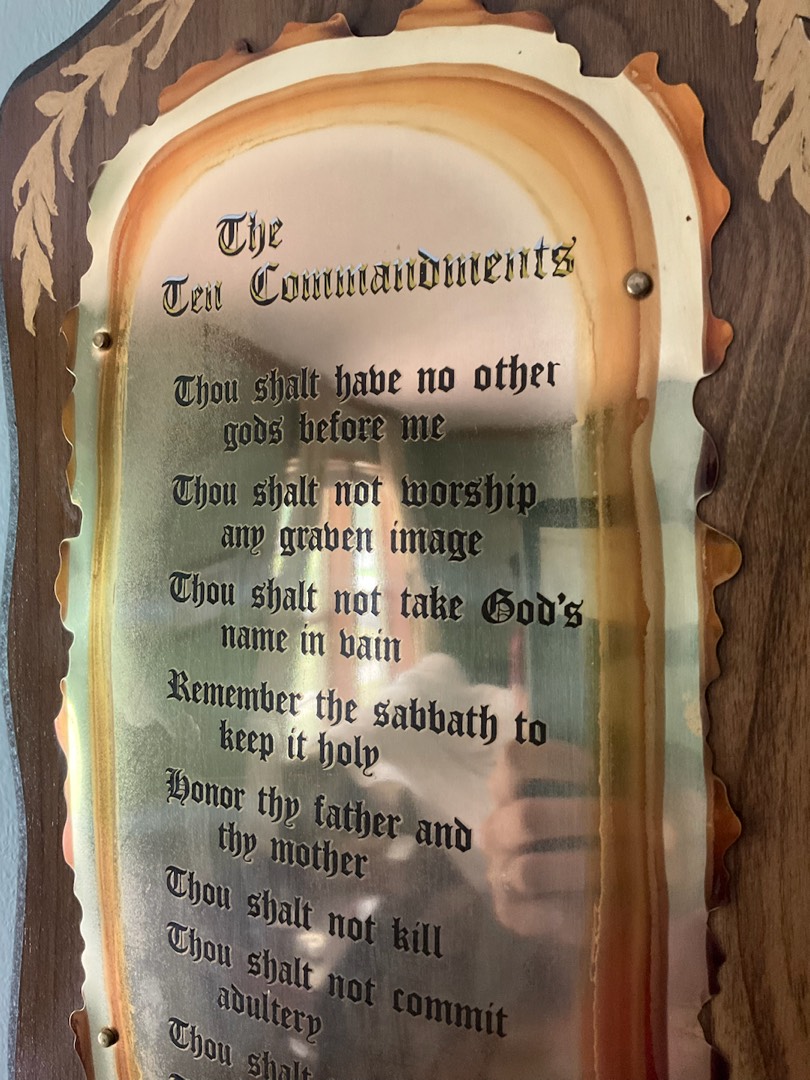 The
Ten Commandments
Thou shalt have no other
gods before me
Thou shalt not worship
any graven image
Thou shalt not take God's
name in vain
Remember the sabbath to
keep it holy
Honor thy father and
thy mother
Thou shalt not kill
Thou shalt not commit
adultery
Thou shalt